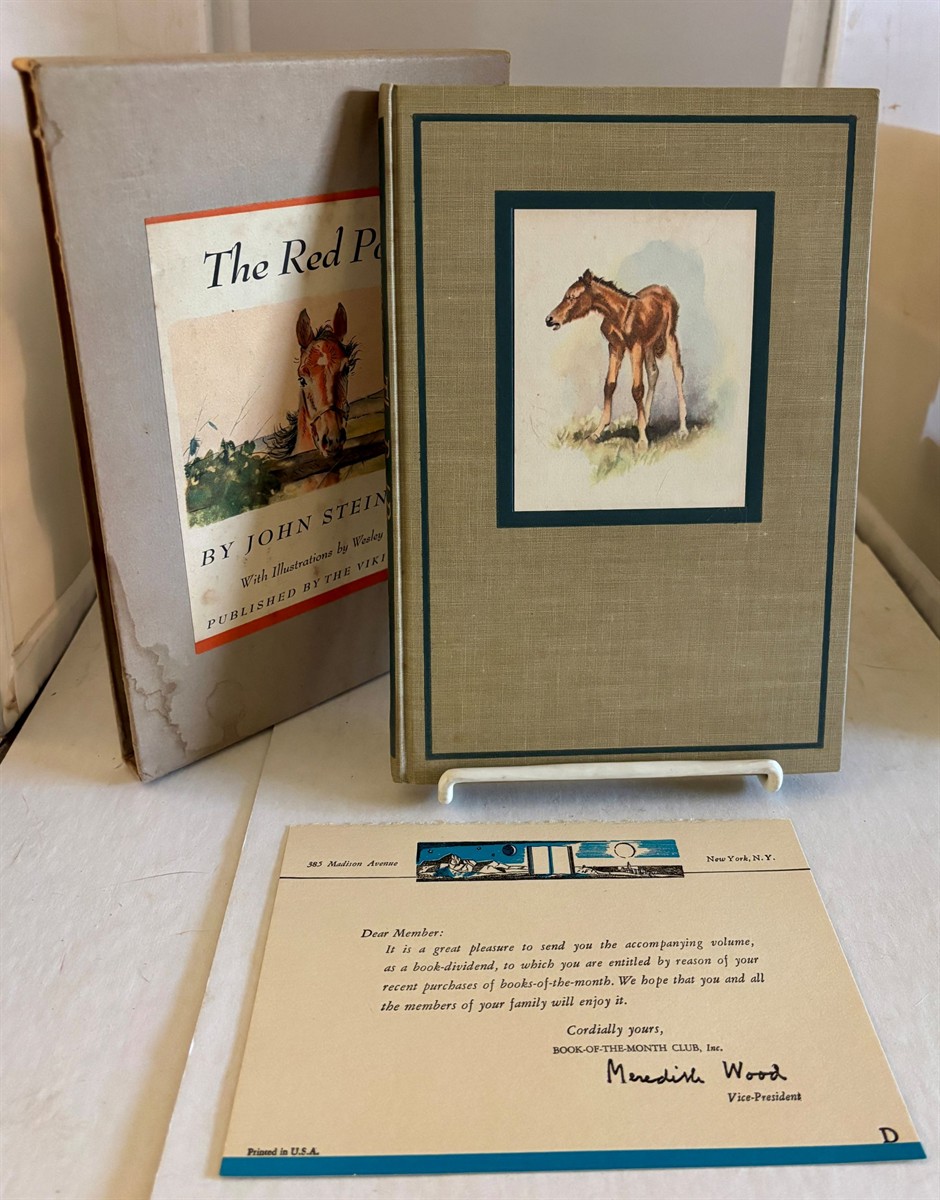 The Red Po
BY JOHN STEIN
With Illustrations by Wesley
PUBLISHED BY THE VIKI
385 Madison Avenue
New York, N.Y.
Dear Member:
It is a great pleasure to send you the accompanying volume,
as a book-dividend, to which you are entitled by reason of your
recent purchases of books-of-the-month. We hope that you and all
the members of your family will enjoy it.
Cordially yours,
BOOK-OF-THE-MONTH CLUB, Inc.
Meredith Wood
Vice-President
D
Printed in U.S.A.